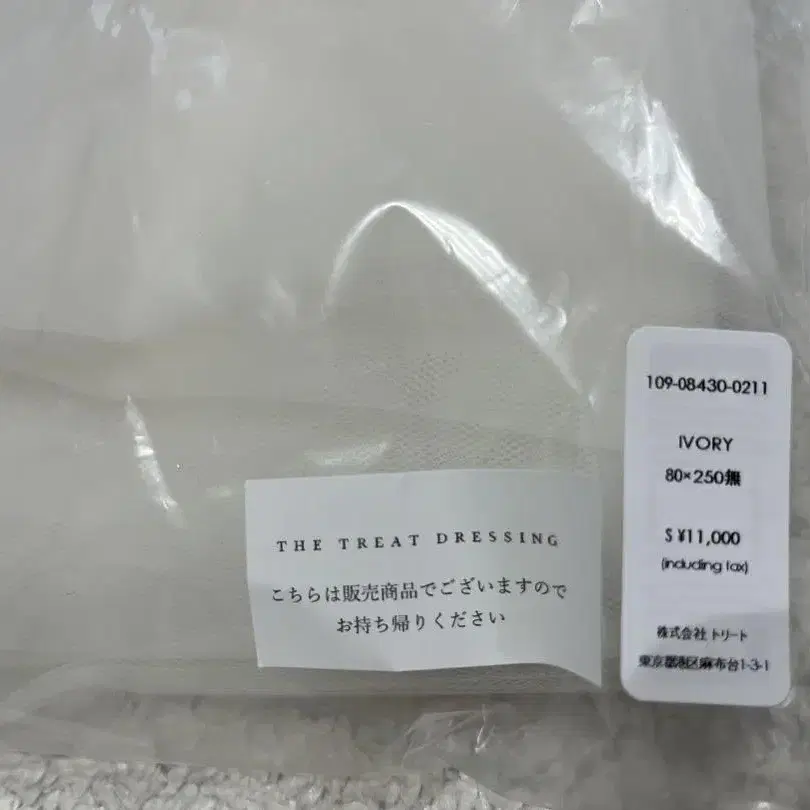 THE TREAT DRESSING
こちらは販売商品でございますので
お持ち帰りください
109-08430-0211
IVORY
80×250無
S ¥11,000
(including tax)
株式会社 トリート
東京都港区麻布台1-3-1